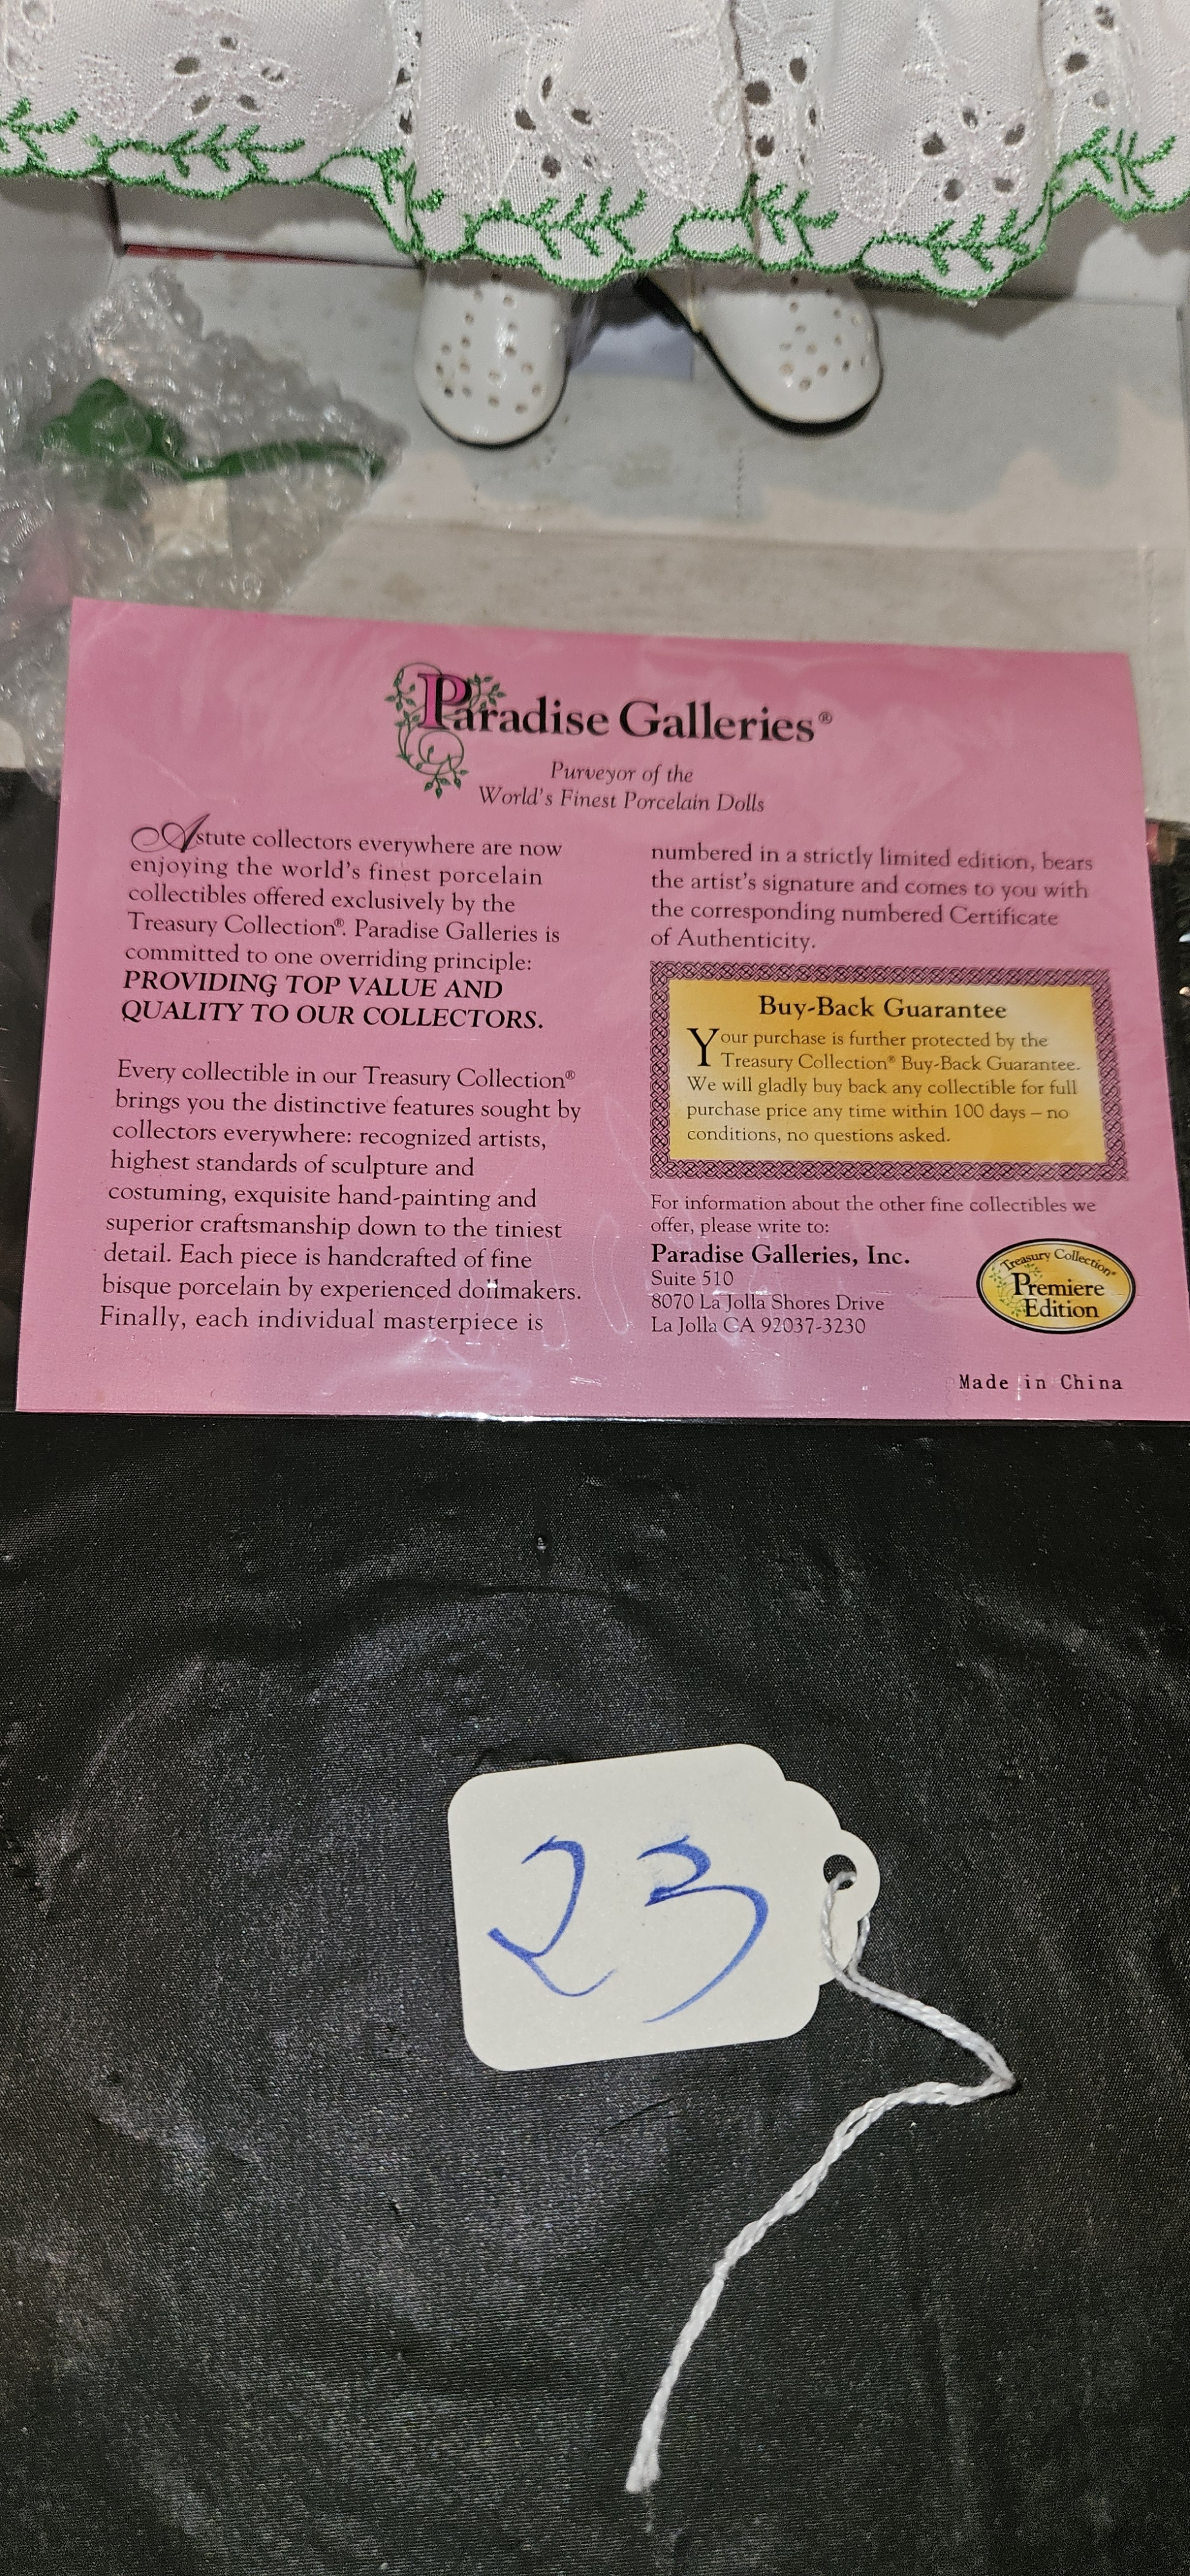 Paradise Galleries®
Purveyor of the
World's Finest Porcelain Dolls
Astute collectors everywhere are now
enjoying the world's finest porcelain
collectibles offered exclusively by the
Treasury Collection®. Paradise Galleries is
committed to one overriding principle:
PROVIDING TOP VALUE AND
QUALITY TO OUR COLLECTORS.
Every collectible in our Treasury Collection®
brings you the distinctive features sought by
collectors everywhere: recognized artists,
highest standards of sculpture and
costuming, exquisite hand-painting and
superior craftsmanship down to the tiniest
detail. Each piece is handcrafted of fine
bisque porcelain by experienced dollmakers.
Finally, each individual masterpiece is
numbered in a strictly limited edition, bears
the artist's signature and comes to you with
the corresponding numbered Certificate
of Authenticity.
Buy-Back Guarantee
Your purchase is further protected by the
Treasury Collection® Buy-Back Guarantee.
We will gladly buy back any collectible for full
purchase price any time within 100 days – no
conditions, no questions asked.
For information about the other fine collectibles we
offer, please write to:
Paradise Galleries, Inc.
Suite 510
8070 La Jolla Shores Drive
La Jolla CA 92037-3230
Treasury Collection®
Premiere
Edition
Made in China
23